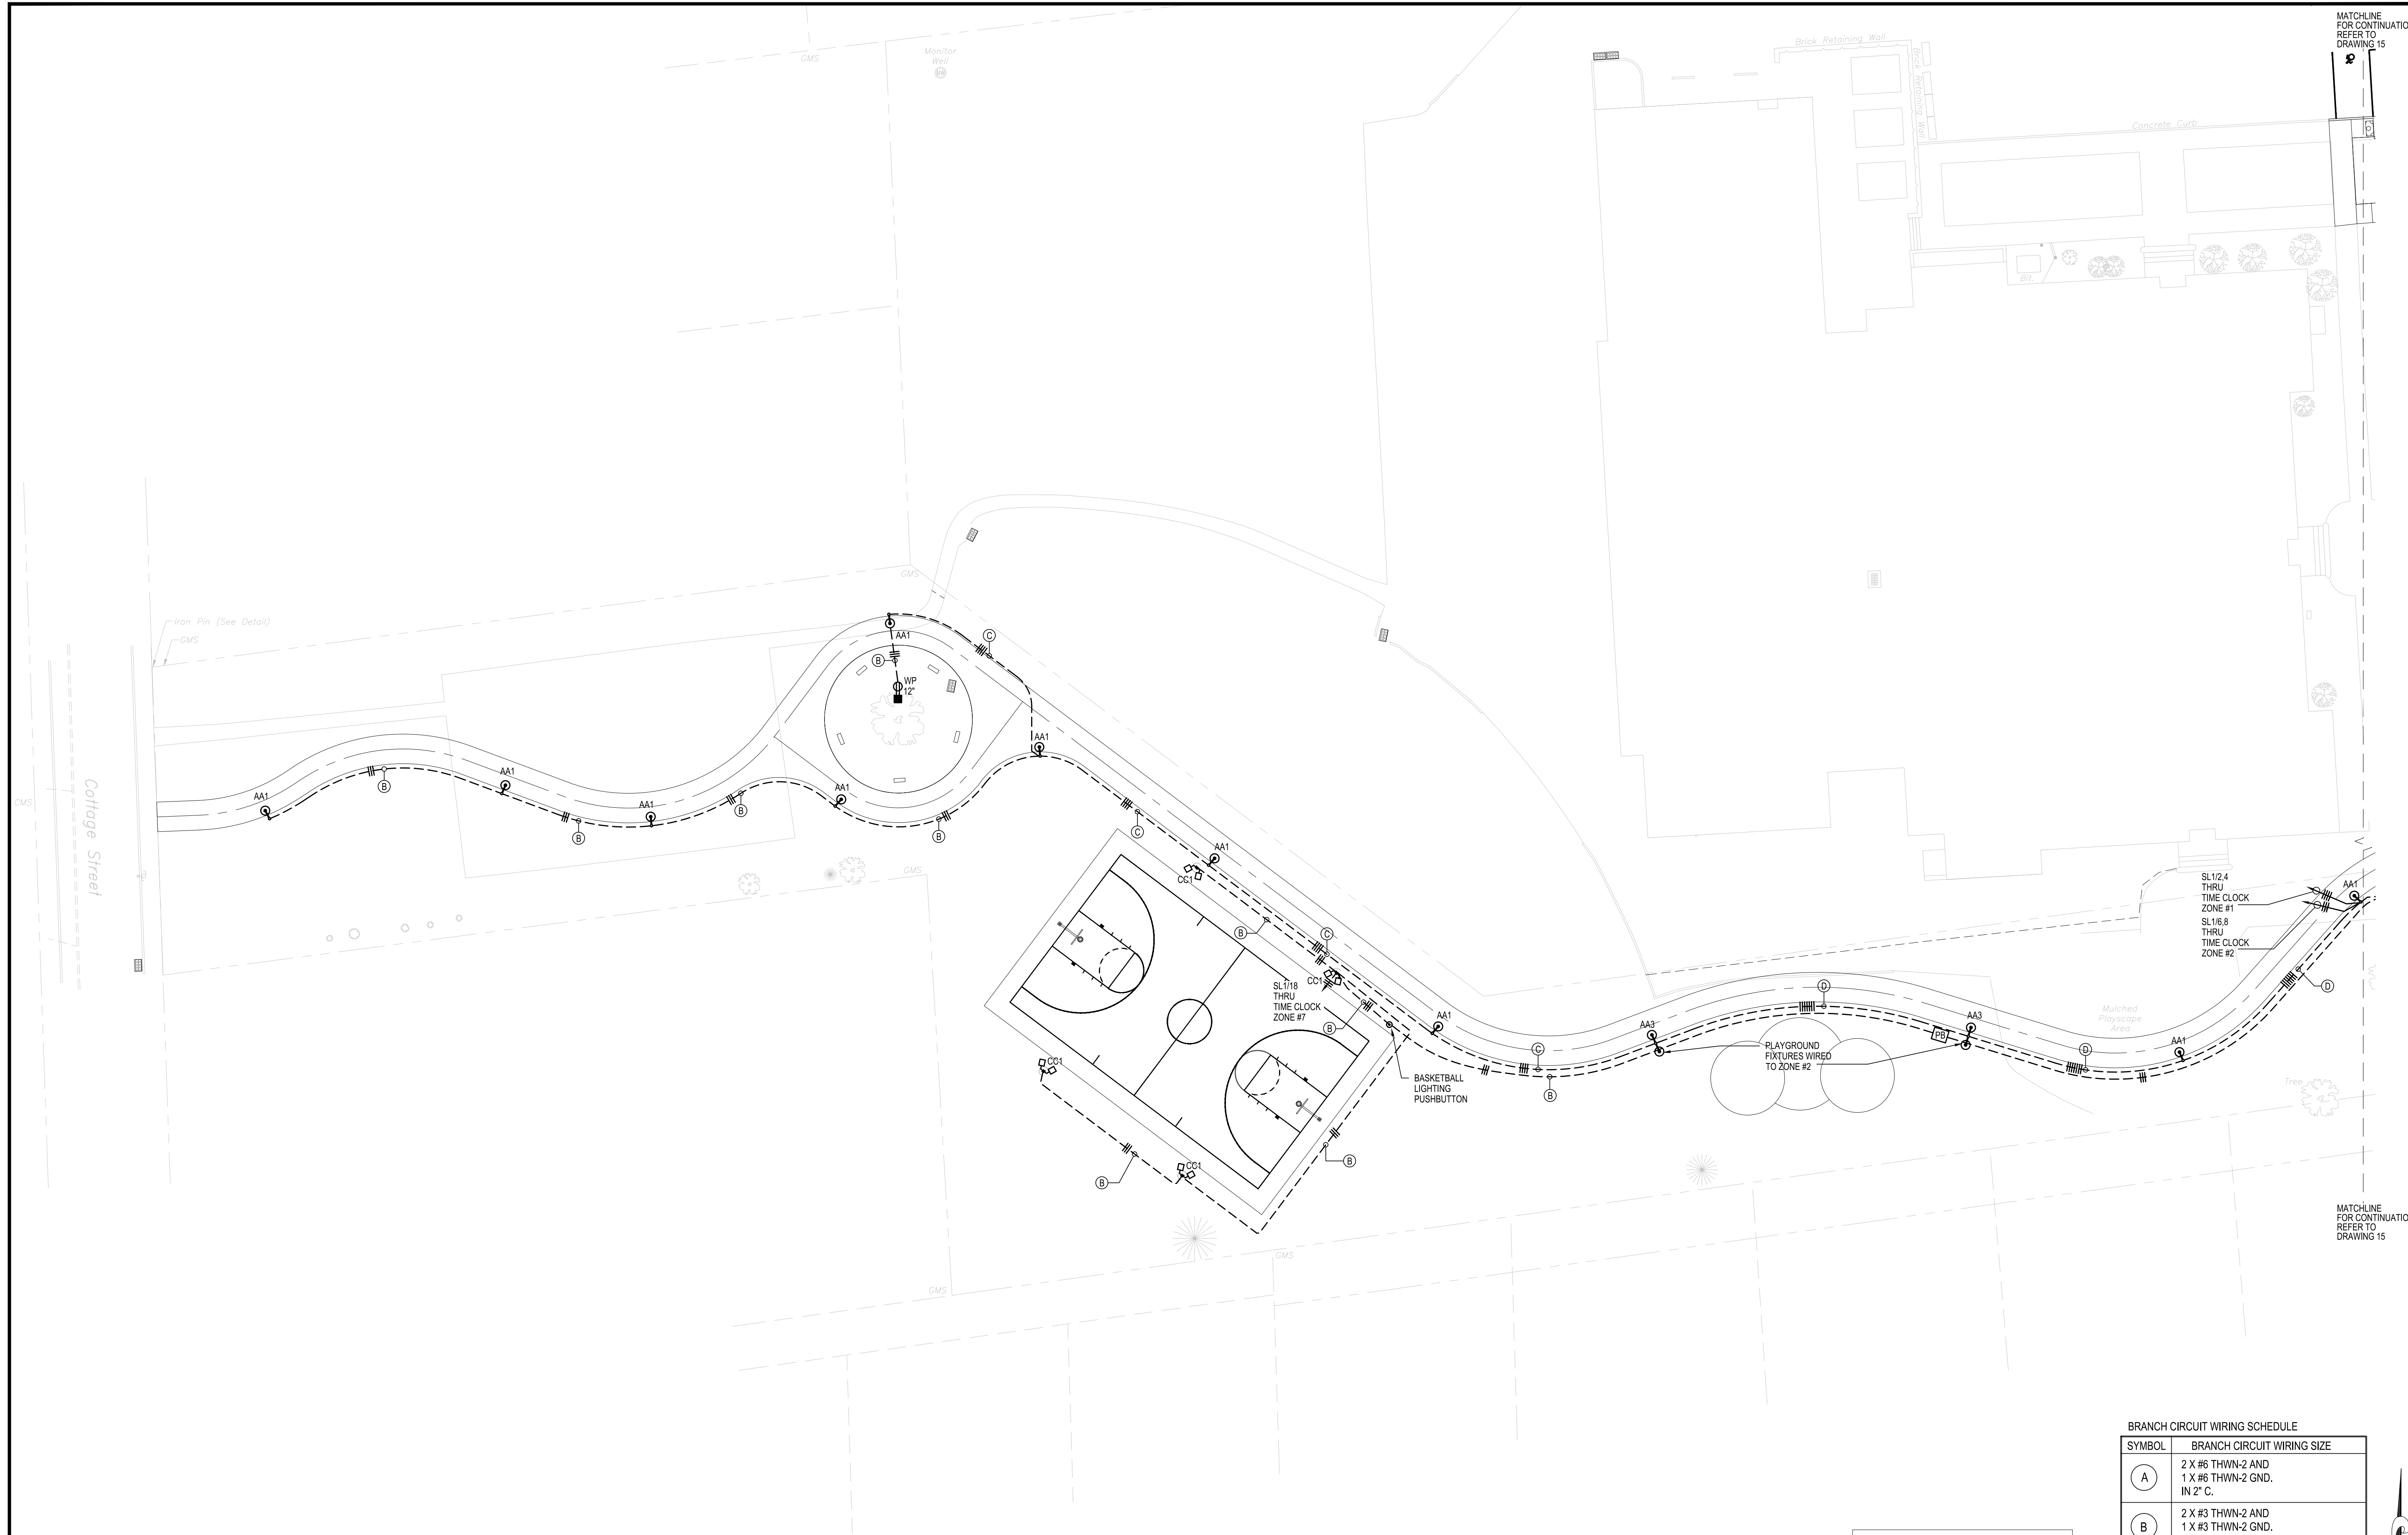 MATCHLINE
FOR CONTINUATIO
REFER TO
DRAWING 15
Monitor
Well
GMS
Brick Retaining Wall
Brick Retaining Wall
Concrete Curb
Bit.
GMS
Iron Pin (See Detail)
GMS
AA1
C
B
WP
12"
AA1
AA1
AA1
AA1
AA1
B
B
B
B
C
CMS
Cottage Street
GMS
AA1
CC1
B
C
CC1
SL1/18
THRU
TIME CLOCK
ZONE #7
B
AA1
AA3
D
AA3
PB
PLAYGROUND
FIXTURES WIRED
TO ZONE #2
Mulched
Playscape
Area
AA1
D
D
SL1/2,4
THRU
TIME CLOCK
ZONE #1
SL1/6,8
THRU
TIME CLOCK
ZONE #2
AA1
C
B
BASKETBALL
LIGHTING
PUSHBUTTON
CC1
CC1
B
B
Tree
GMS
GMS
MATCHLINE
FOR CONTINUATIO
REFER TO
DRAWING 15
BRANCH CIRCUIT WIRING SCHEDULE
SYMBOL BRANCH CIRCUIT WIRING SIZE
A 2 X #6 THWN-2 AND
1 X #6 THWN-2 GND.
IN 2" C.
B 2 X #3 THWN-2 AND
1 X #3 THWN-2 GND.